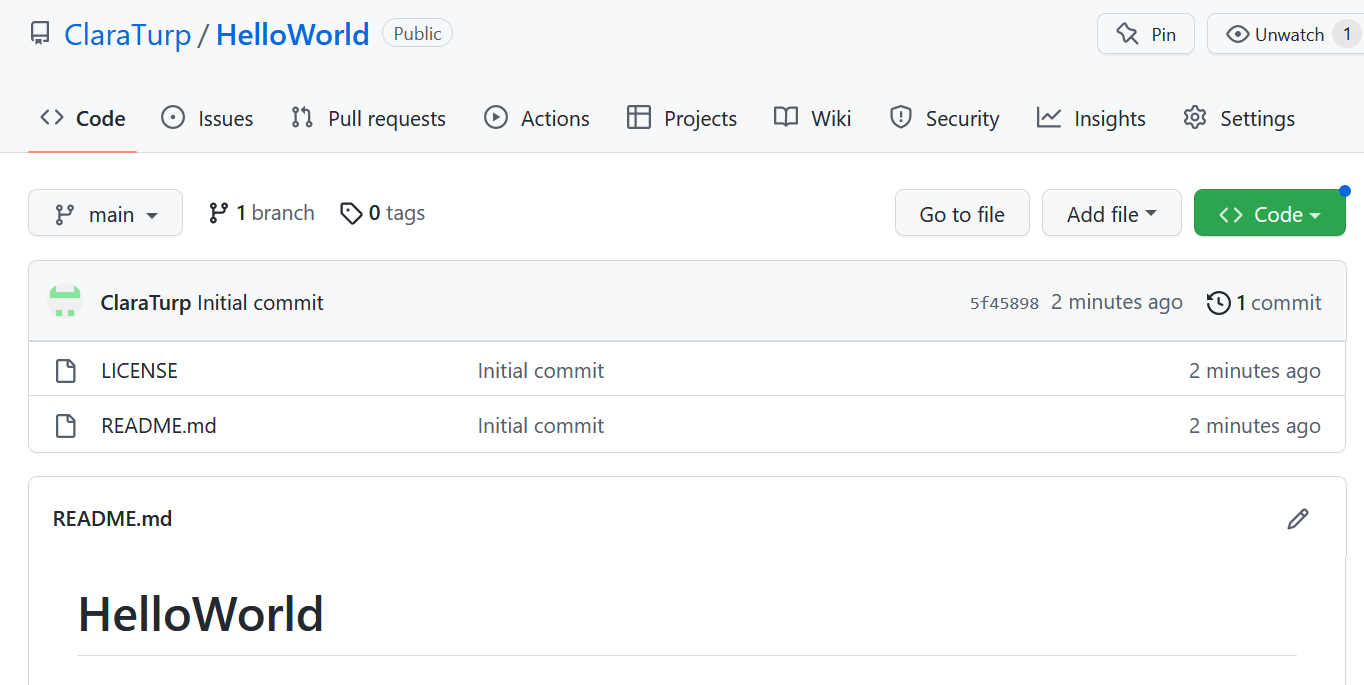 ClaraTurp / HelloWorld Public Pin Unwatch 1
Code Issues Pull requests Actions Projects Wiki Security Insights Settings
main 1 branch 0 tags Go to file Add file Code
ClaraTurp Initial commit 5f45898 2 minutes ago 1 commit
LICENSE Initial commit 2 minutes ago
README.md Initial commit 2 minutes ago
README.md
HelloWorld